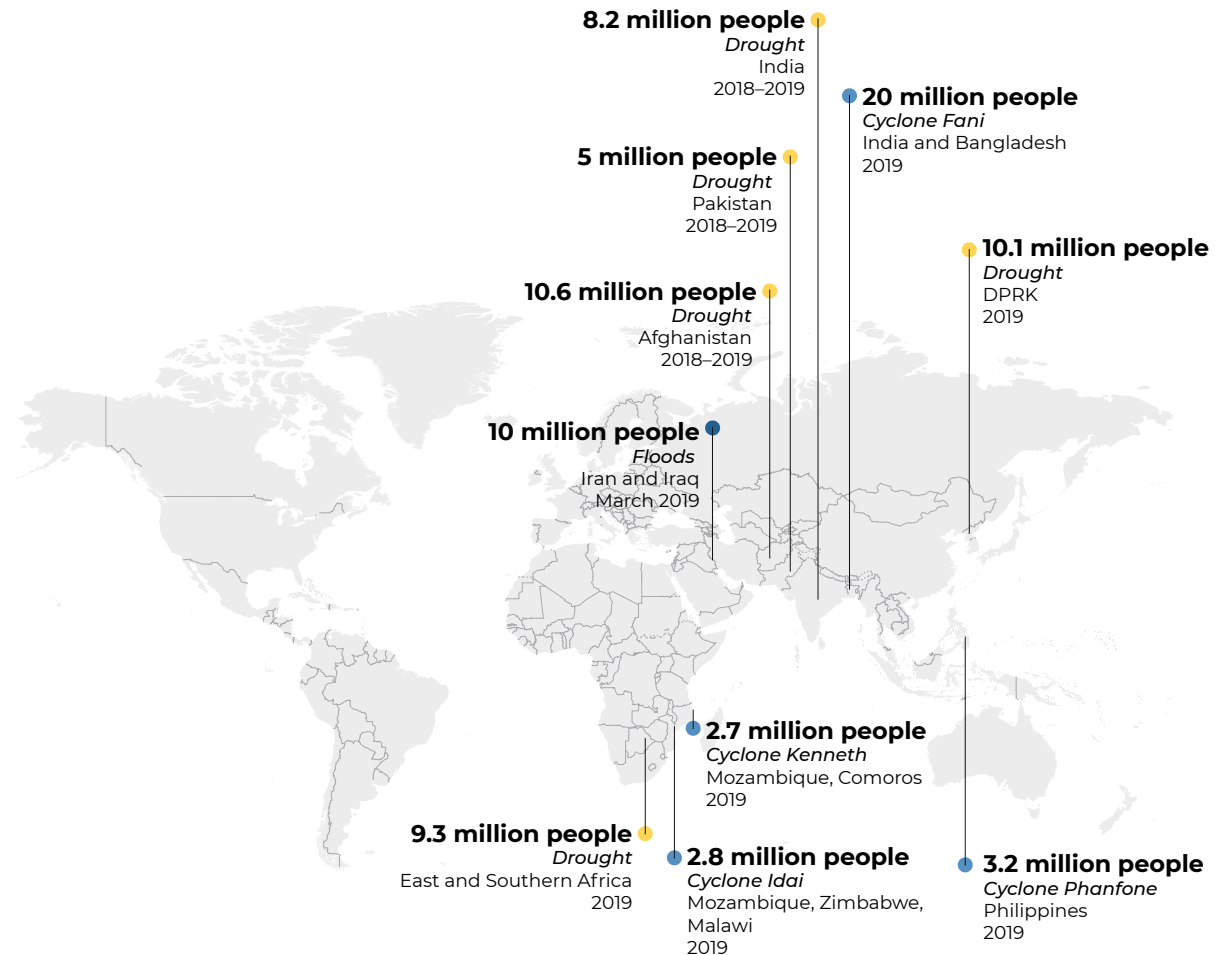 8.2 million people
Drought
India
2018–2019
20 million people
Cyclone Fani
India and Bangladesh
2019
5 million people
Drought
Pakistan
2018–2019
10.1 million people
Drought
DPRK
2019
10.6 million people
Drought
Afghanistan
2018–2019
10 million people
Floods
Iran and Iraq
March 2019
2.7 million people
Cyclone Kenneth
Mozambique, Comoros
2019
9.3 million people
Drought
East and Southern Africa
2019
2.8 million people
Cyclone Idai
Mozambique, Zimbabwe,
Malawi
2019
3.2 million people
Cyclone Phanfone
Philippines
2019